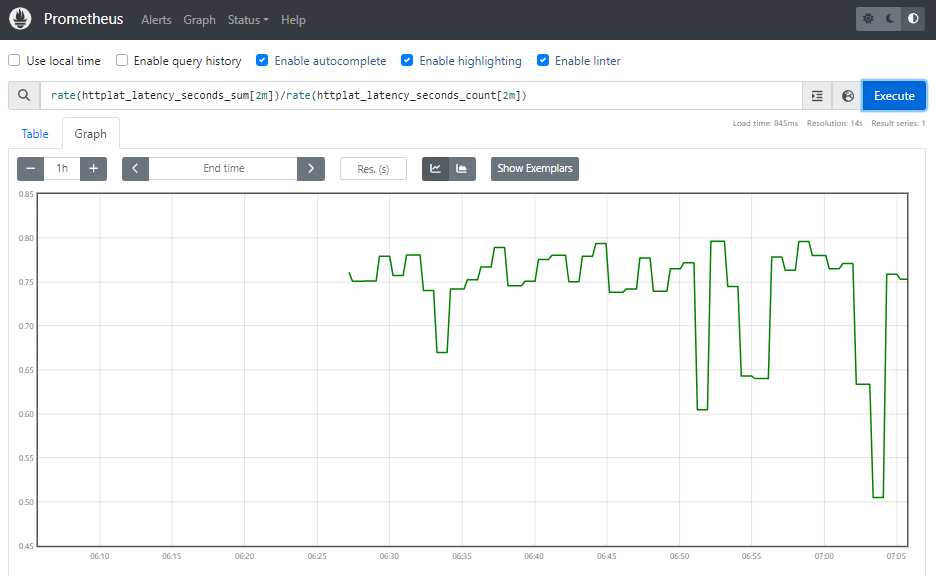 Prometheus Alerts Graph Status Help
Use local time Enable query history Enable autocomplete Enable highlighting Enable linter
rate(httplat_latency_seconds_sum[2m])/rate(httplat_latency_seconds_count[2m]) Execute
Load time: 845ms Resolution: 14s Result series: 1
Table Graph
− 1h + End time Res. (s) Show Exemplars
0.85
0.80
0.75
0.70
0.65
0.60
0.55
0.50
0.45
06:10 06:15 06:20 06:25 06:30 06:35 06:40 06:45 06:50 06:55 07:00 07:05